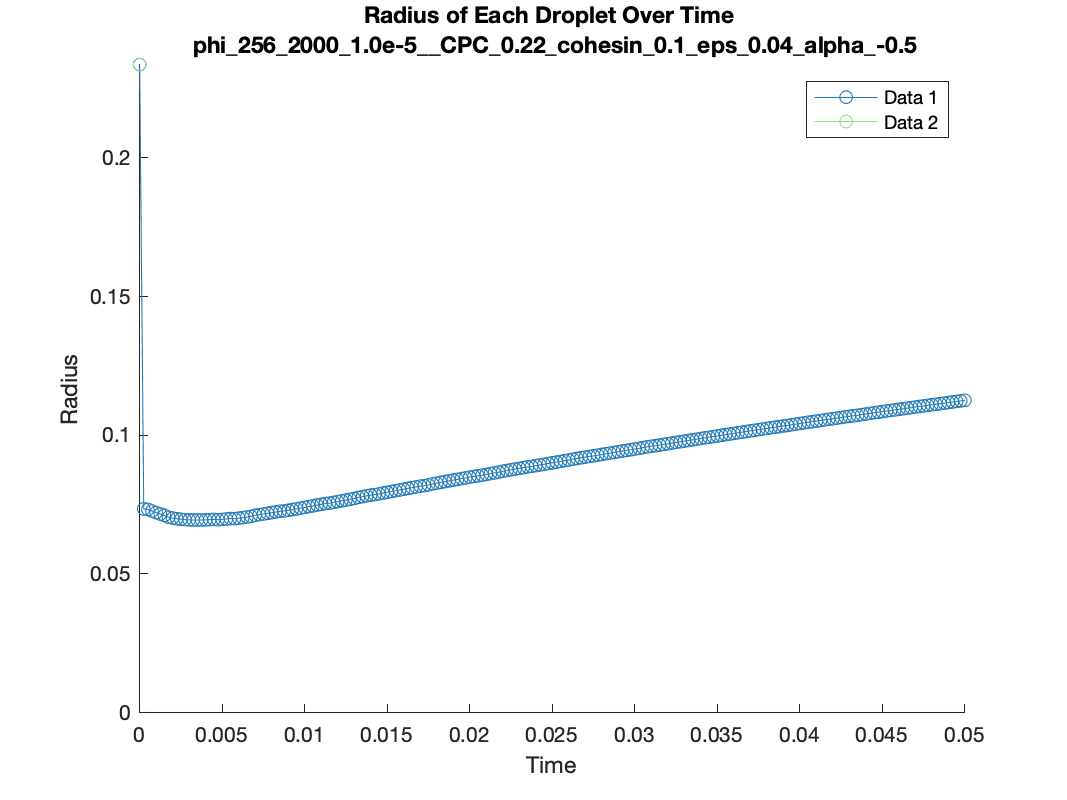 Radius of Each Droplet Over Time
phi_256_2000_1.0e-5__CPC_0.22_cohesin_0.1_eps_0.04_alpha_-0.5
Data 1
Data 2
0.2
0.15
0.1
0.05
0
Radius
0 0.005 0.01 0.015 0.02 0.025 0.03 0.035 0.04 0.045 0.05
Time